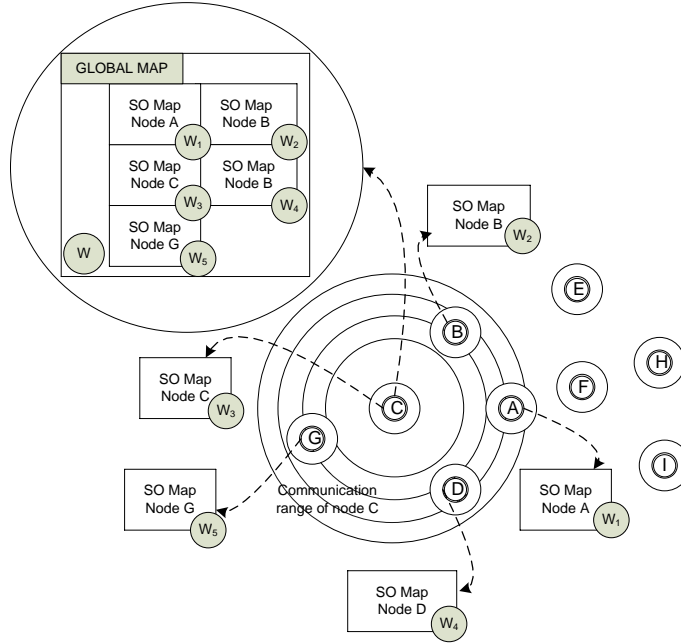 GLOBAL MAP
SO Map
Node A
W1
SO Map
Node B
W2
SO Map
Node C
W3
SO Map
Node B
W4
SO Map
Node G
W5
W
SO Map
Node B
W2
E
H
F
I
B
A
C
G
D
Communication
range of node C
SO Map
Node C
W3
SO Map
Node G
W5
SO Map
Node A
W1
SO Map
Node D
W4